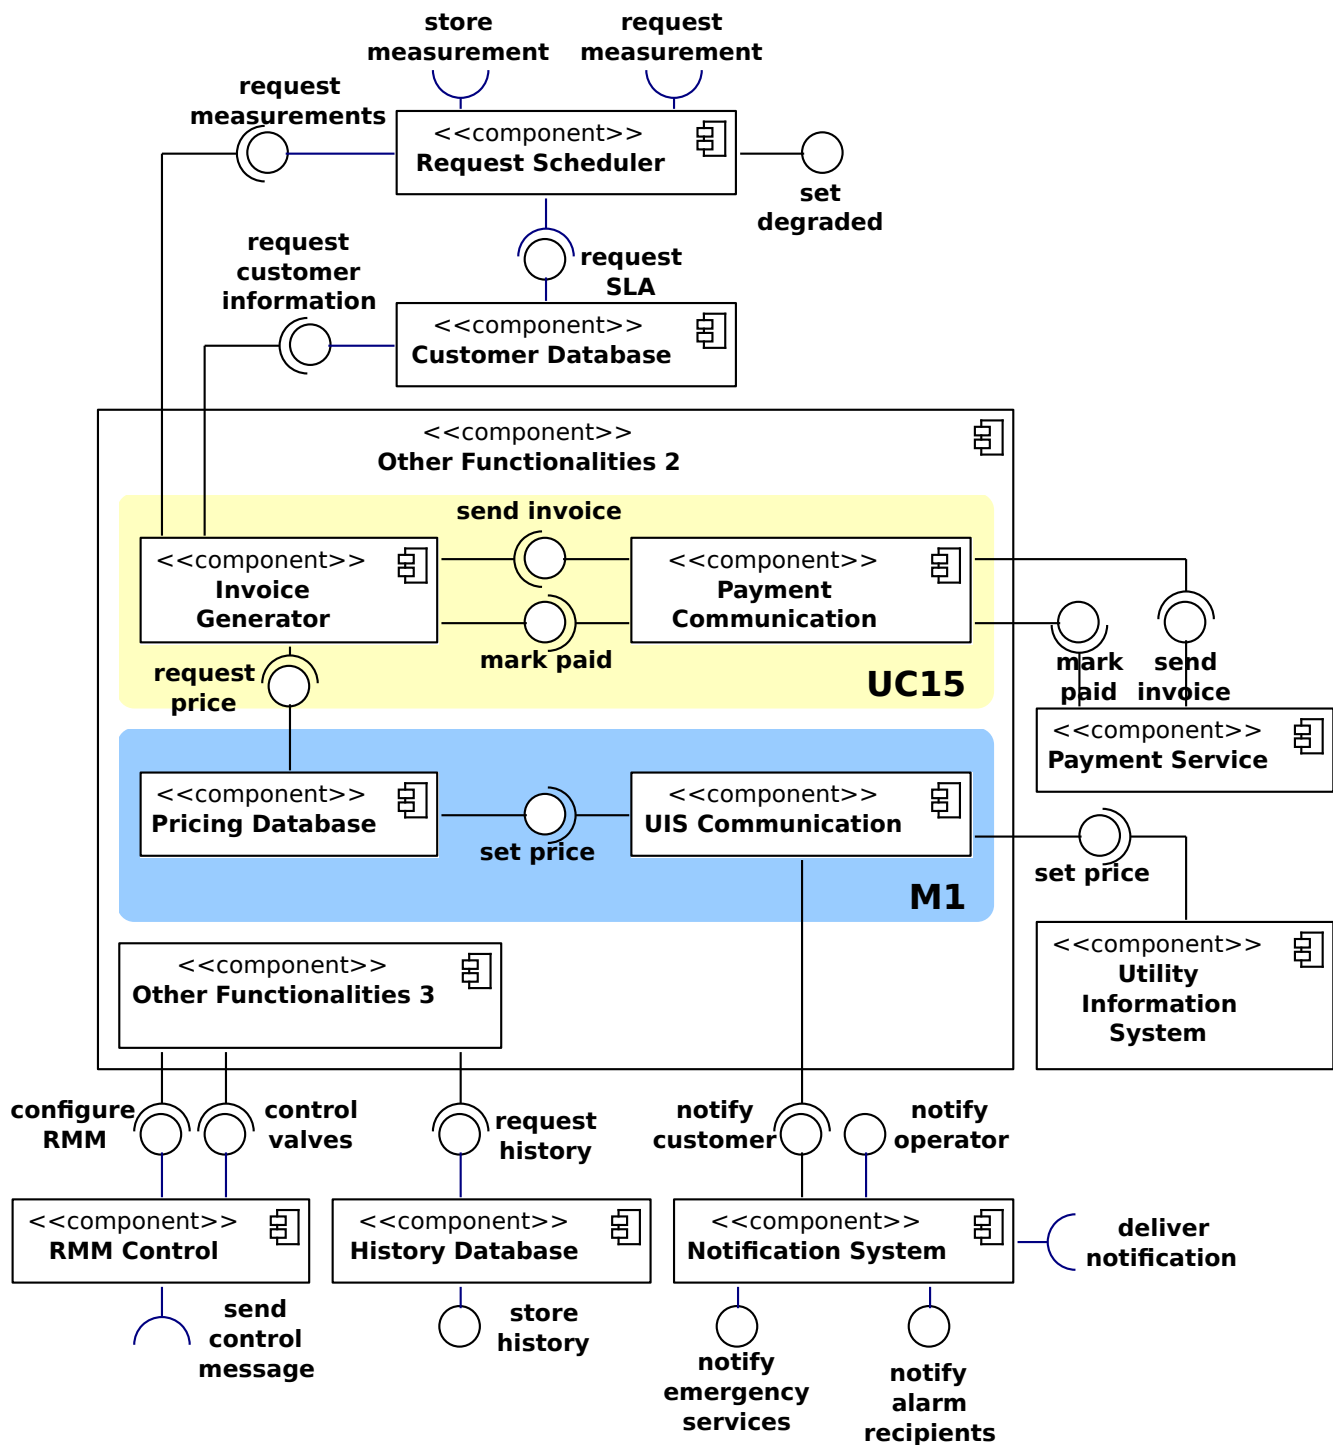 store
measurement
request
measurement
request
measurements
<<component>>
Request Scheduler
set
degraded
request
customer
information
request
SLA
<<component>>
Customer Database
<<component>>
Other Functionalities 2
send invoice
<<component>>
Invoice
Generator
<<component>>
Payment
Communication
mark paid
request
price
UC15
mark
paid
send
invoice
<<component>>
Payment Service
<<component>>
Pricing Database
set price
<<component>>
UIS Communication
M1
set price
<<component>>
Utility
Information
System
<<component>>
Other Functionalities 3
configure
RMM
control
valves
request
history
notify
customer
notify
operator
<<component>>
RMM Control
<<component>>
History Database
<<component>>
Notification System
deliver
notification
send
control
message
store
history
notify
emergency
services
notify
alarm
recipients